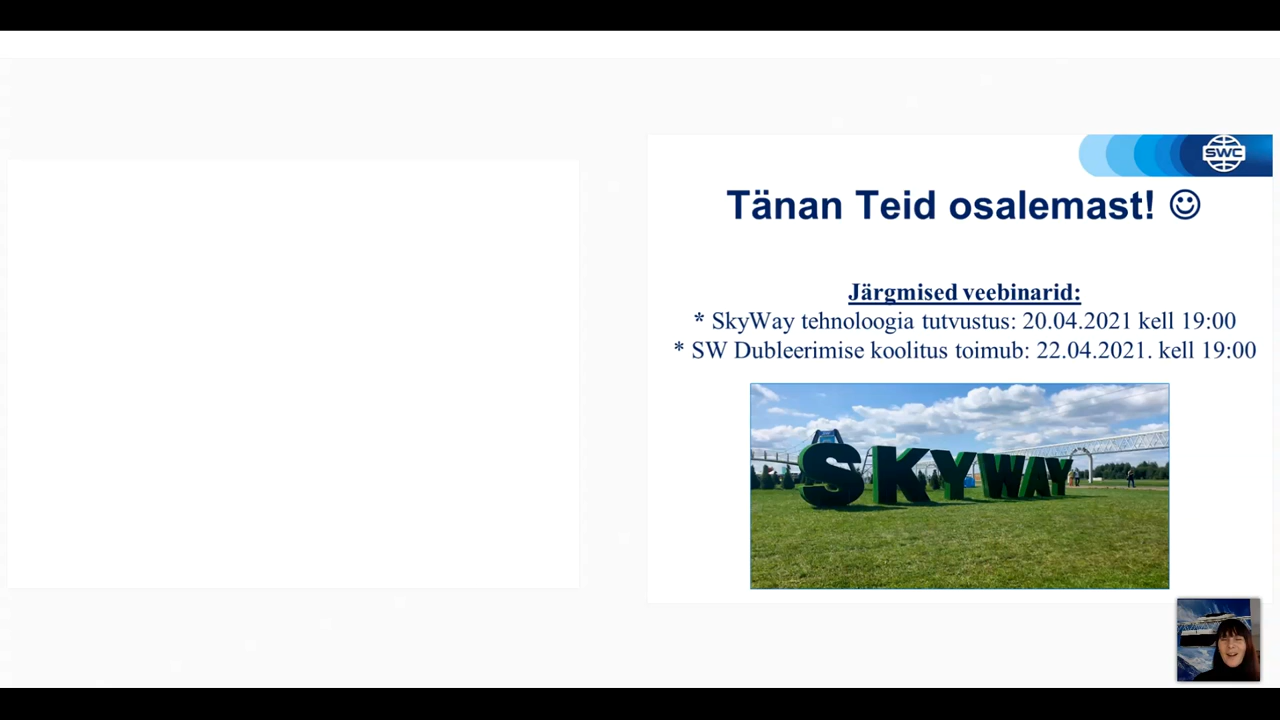 SWC
Tänan Teid osalemast! ☺
Järgmised veebinarid:
* SkyWay tehnoloogia tutvustus: 20.04.2021 kell 19:00
* SW Dubleerimise koolitus toimub: 22.04.2021. kell 19:00
SKYWAY